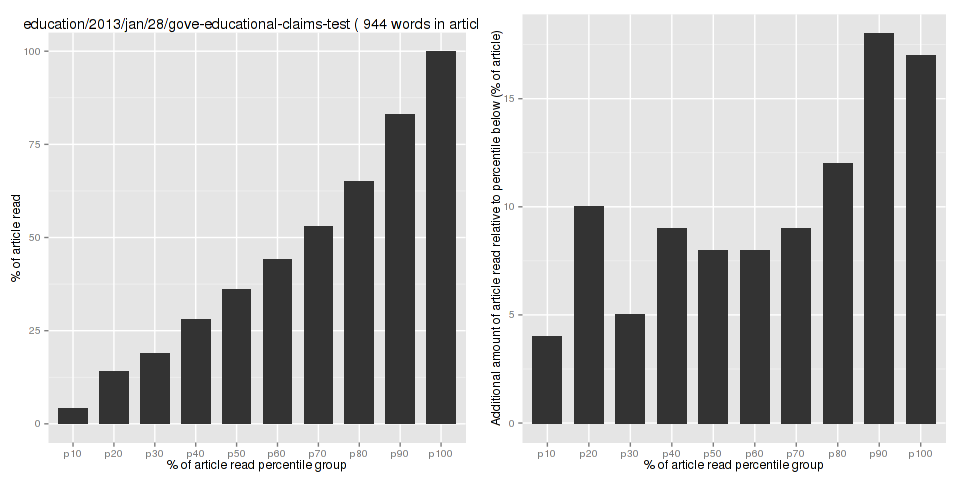 education/2013/jan/28/gove-educational-claims-test ( 944 words in articl
% of article read
100
75
50
25
0
p10 p20 p30 p40 p50 p60 p70 p80 p90 p100
% of article read percentile group
Additional amount of article read relative to percentile below (% of article)
15
10
5
0
p10 p20 p30 p40 p50 p60 p70 p80 p90 p100
% of article read percentile group